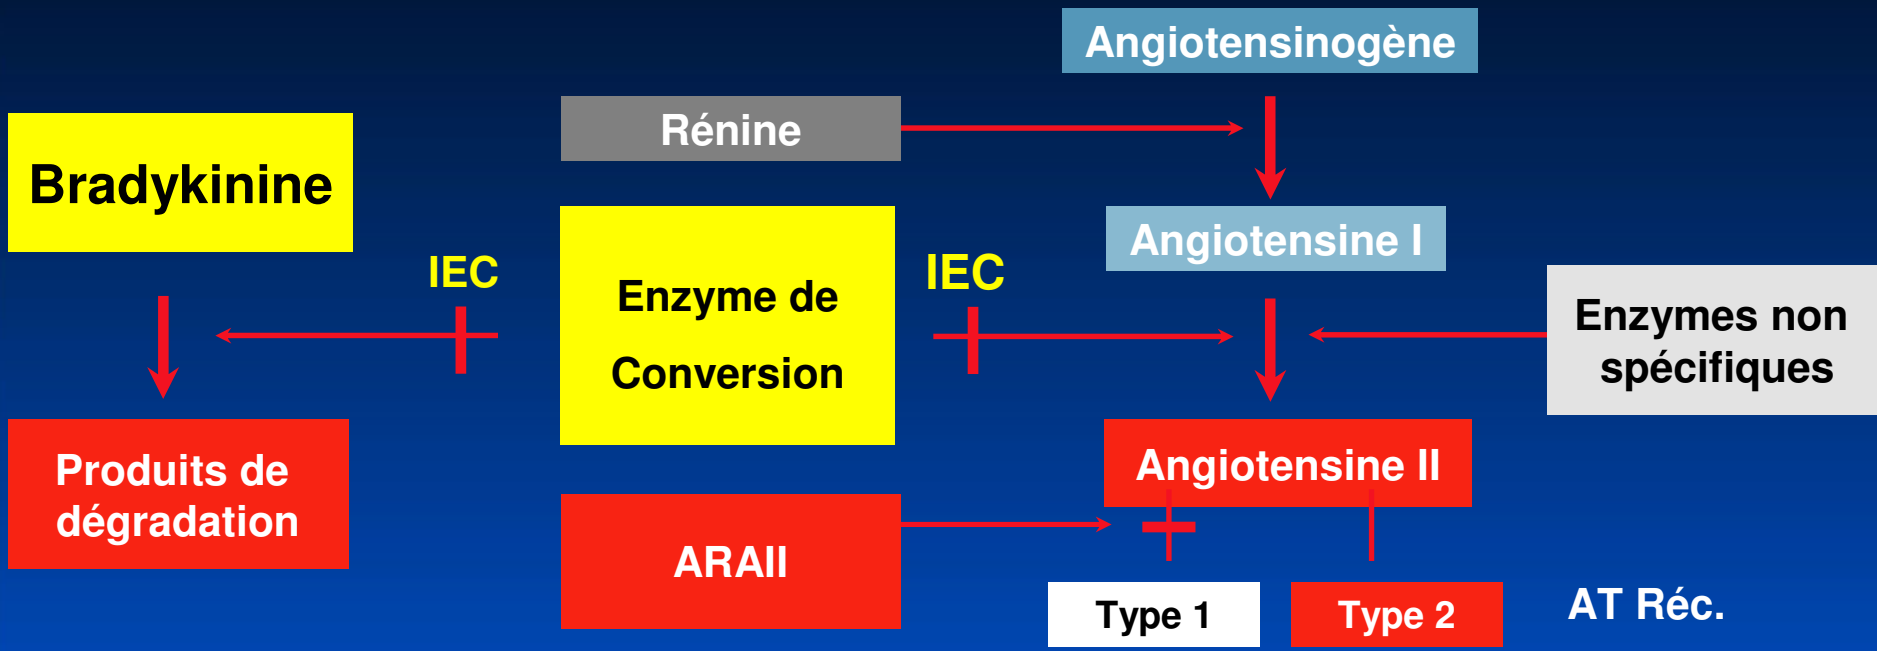 Angiotensinogène
Rénine
Bradykinine
Angiotensine I
IEC
IEC
Enzyme de
Conversion
Enzymes non
spécifiques
Produits de
dégradation
Angiotensine II
ARAII
Type 1
Type 2
AT Réc.